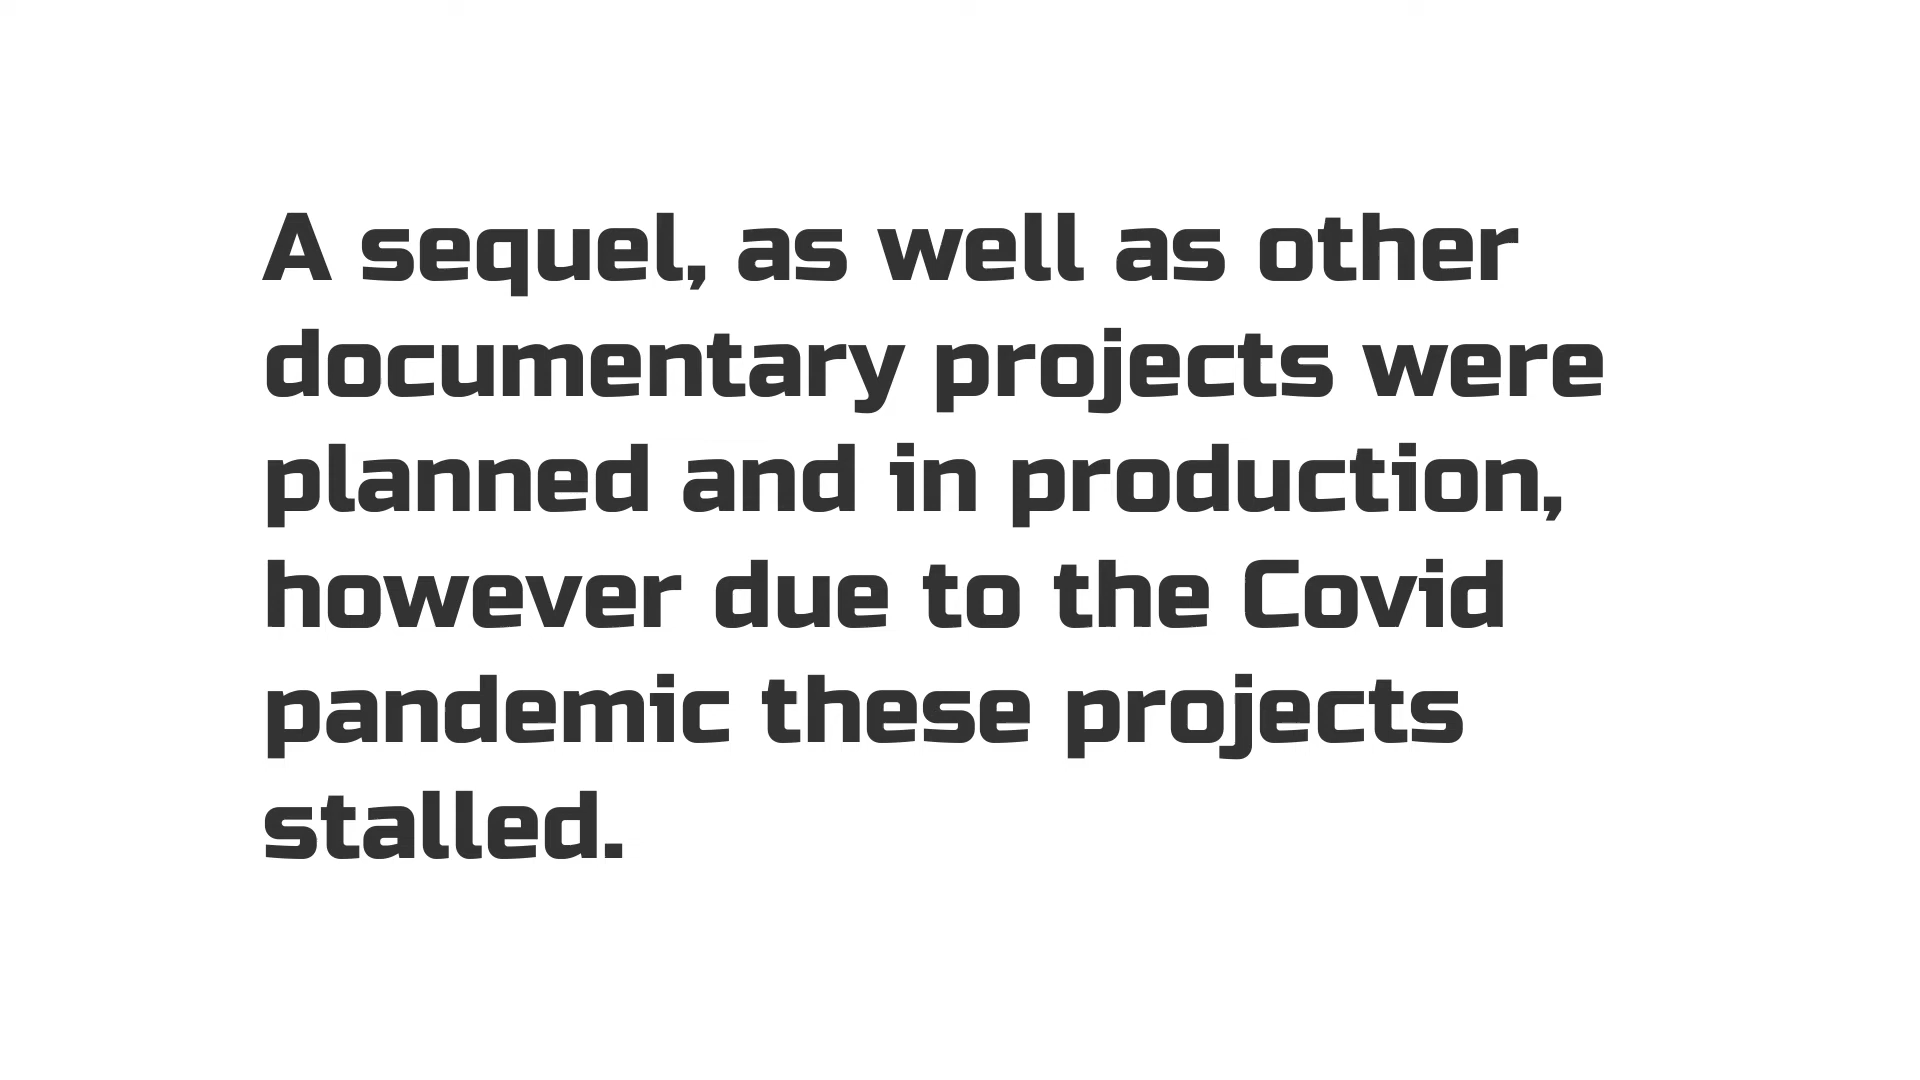 A sequel, as well as other
documentary projects were
planned and in production,
however due to the Covid
pandemic these projects
stalled.